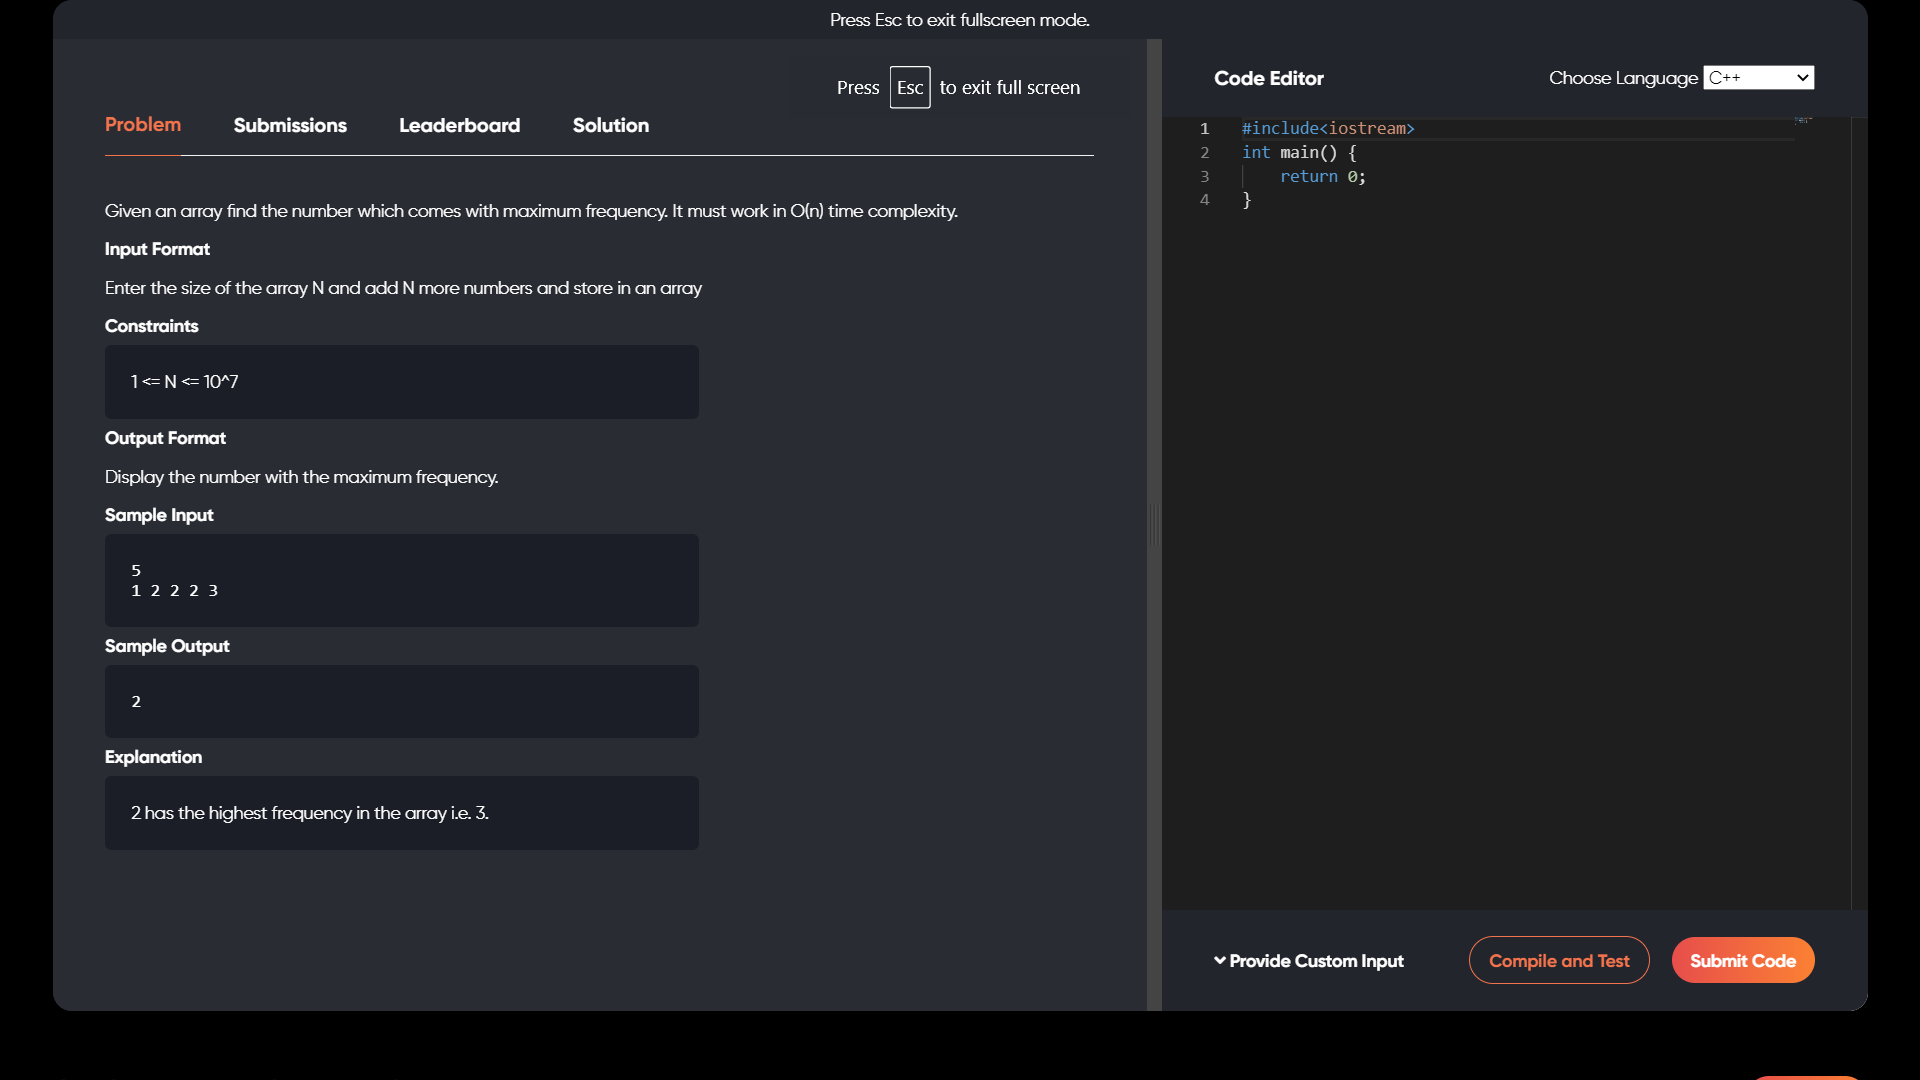 Press Esc to exit fullscreen mode.
Press Esc to exit full screen
Problem Submissions Leaderboard Solution
Given an array find the number which comes with maximum frequency. It must work in O(n) time complexity.
Input Format
Enter the size of the array N and add N more numbers and store in an array
Constraints
1 <= N <= 10^7
Output Format
Display the number with the maximum frequency.
Sample Input
5
1 2 2 2 3
Sample Output
2
Explanation
2 has the highest frequency in the array i.e. 3.
Code Editor
Choose Language C++
1 #include<iostream>
2 int main() {
3 return 0;
4 }
Provide Custom Input
Compile and Test
Submit Code